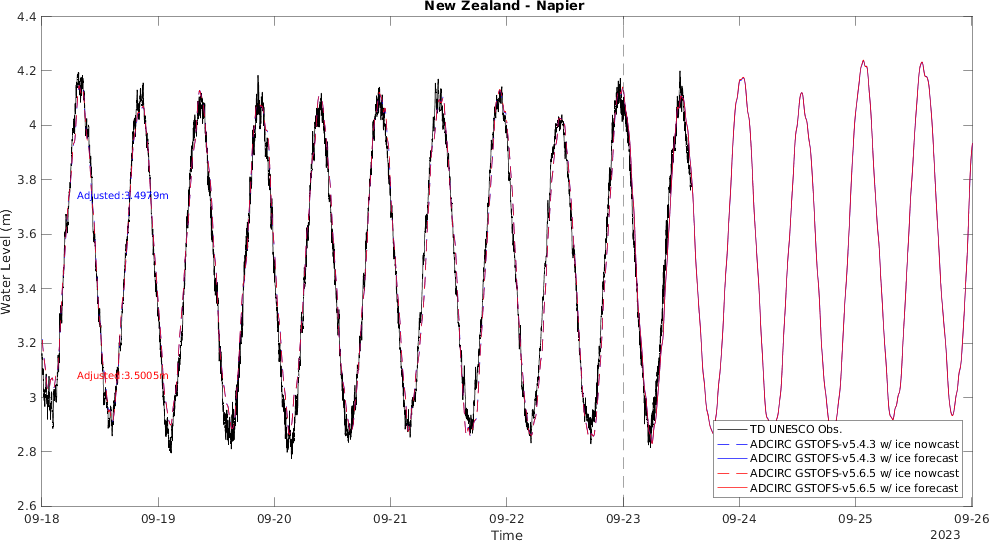 New Zealand - Napier
4.4
4.2
4
3.8
3.6
3.4
3.2
3
2.8
2.6
Water Level (m)
Adjusted:3.4979m
Adjusted:3.5005m
TD UNESCO Obs.
ADCIRC GSTOFS-v5.4.3 w/ ice nowcast
ADCIRC GSTOFS-v5.4.3 w/ ice forecast
ADCIRC GSTOFS-v5.6.5 w/ ice nowcast
ADCIRC GSTOFS-v5.6.5 w/ ice forecast
09-18 09-19 09-20 09-21 09-22 09-23 09-24 09-25 09-26
Time
2023